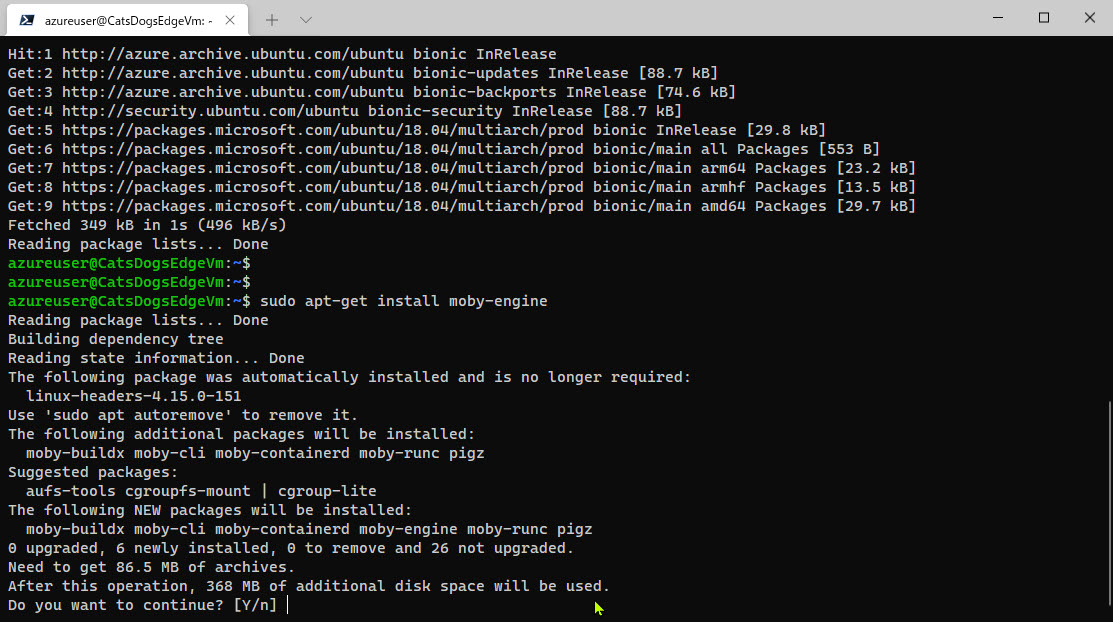 azureuser@CatsDogsEdgeVm: -
Hit:1 http://azure.archive.ubuntu.com/ubuntu bionic InRelease
Get:2 http://azure.archive.ubuntu.com/ubuntu bionic-updates InRelease [88.7 kB]
Get:3 http://azure.archive.ubuntu.com/ubuntu bionic-backports InRelease [74.6 kB]
Get:4 http://security.ubuntu.com/ubuntu bionic-security InRelease [88.7 kB]
Get:5 https://packages.microsoft.com/ubuntu/18.04/multiarch/prod bionic InRelease [29.8 kB]
Get:6 https://packages.microsoft.com/ubuntu/18.04/multiarch/prod bionic/main all Packages [553 B]
Get:7 https://packages.microsoft.com/ubuntu/18.04/multiarch/prod bionic/main arm64 Packages [23.2 kB]
Get:8 https://packages.microsoft.com/ubuntu/18.04/multiarch/prod bionic/main armhf Packages [13.5 kB]
Get:9 https://packages.microsoft.com/ubuntu/18.04/multiarch/prod bionic/main amd64 Packages [29.7 kB]
Fetched 349 kB in 1s (496 kB/s)
Reading package lists... Done
azureuser@CatsDogsEdgeVm:~$
azureuser@CatsDogsEdgeVm:~$
azureuser@CatsDogsEdgeVm:~$ sudo apt-get install moby-engine
Reading package lists... Done
Building dependency tree
Reading state information... Done
The following package was automatically installed and is no longer required:
  linux-headers-4.15.0-151
Use 'sudo apt autoremove' to remove it.
The following additional packages will be installed:
  moby-buildx moby-cli moby-containerd moby-runc pigz
Suggested packages:
  aufs-tools cgroupfs-mount | cgroup-lite
The following NEW packages will be installed:
  moby-buildx moby-cli moby-containerd moby-engine moby-runc pigz
0 upgraded, 6 newly installed, 0 to remove and 26 not upgraded.
Need to get 86.5 MB of archives.
After this operation, 368 MB of additional disk space will be used.
Do you want to continue? [Y/n]